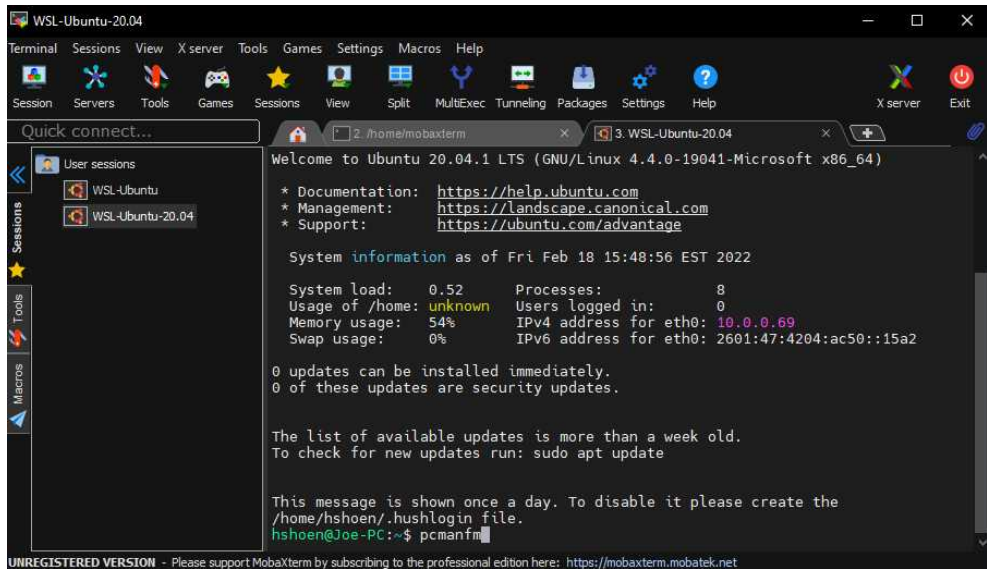 WSL-Ubuntu-20.04
Terminal Sessions View X server Tools Games Settings Macros Help
Session Servers Tools Games Sessions View Split MultiExec Tunneling Packages Settings Help X server Exit
Quick connect...
2. /home/mobaxterm
3. WSL-Ubuntu-20.04
User sessions
WSL-Ubuntu
WSL-Ubuntu-20.04
Sessions
Tools
Macros
Welcome to Ubuntu 20.04.1 LTS (GNU/Linux 4.4.0-19041-Microsoft x86_64)
* Documentation: https://help.ubuntu.com
* Management: https://landscape.canonical.com
* Support: https://ubuntu.com/advantage
System information as of Fri Feb 18 15:48:56 EST 2022
System load: 0.52 Processes: 8
Usage of /home: unknown Users logged in: 0
Memory usage: 54% IPv4 address for eth0: 10.0.0.69
Swap usage: 0% IPv6 address for eth0: 2601:47:4204:ac50::15a2
0 updates can be installed immediately.
0 of these updates are security updates.
The list of available updates is more than a week old.
To check for new updates run: sudo apt update
This message is shown once a day. To disable it please create the
/home/hshoen/.hushlogin file.
hshoen@Joe-PC:~$ pcmanfm
UNREGISTERED VERSION - Please support MobaXterm by subscribing to the professional edition here: https://mobaxterm.mobatek.net